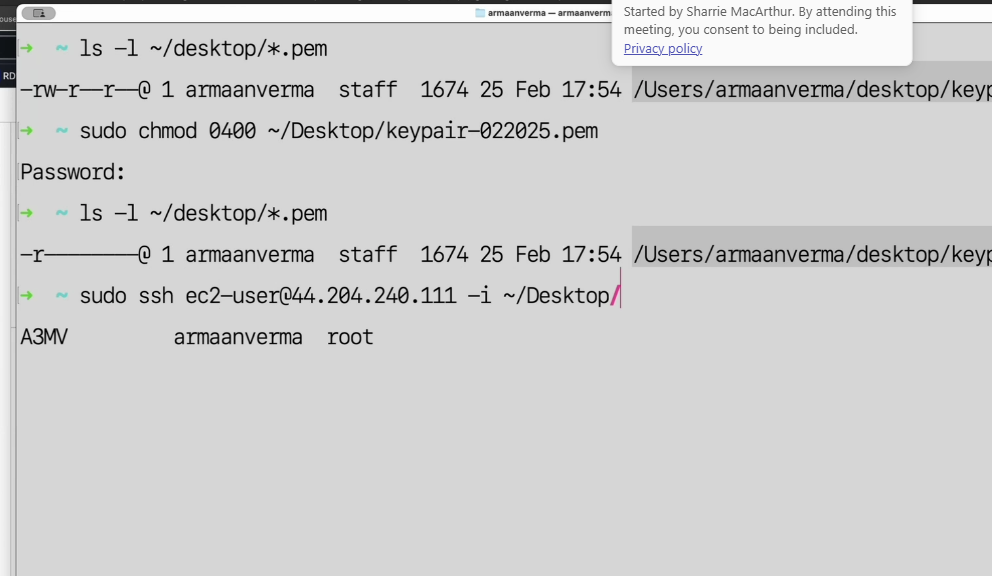 armaanverma — armaanverm
Started by Sharrie MacArthur. By attending this
meeting, you consent to being included.
Privacy policy
ouse
RD
➜ ~ ls -l ~/desktop/*.pem
-rw-r--r--@ 1 armaanverma staff 1674 25 Feb 17:54 /Users/armaanverma/desktop/keyp
➜ ~ sudo chmod 0400 ~/Desktop/keypair-022025.pem
Password:
➜ ~ ls -l ~/desktop/*.pem
-r--------@ 1 armaanverma staff 1674 25 Feb 17:54 /Users/armaanverma/desktop/keyp
➜ ~ sudo ssh ec2-user@44.204.240.111 -i ~/Desktop/
A3MV armaanverma root